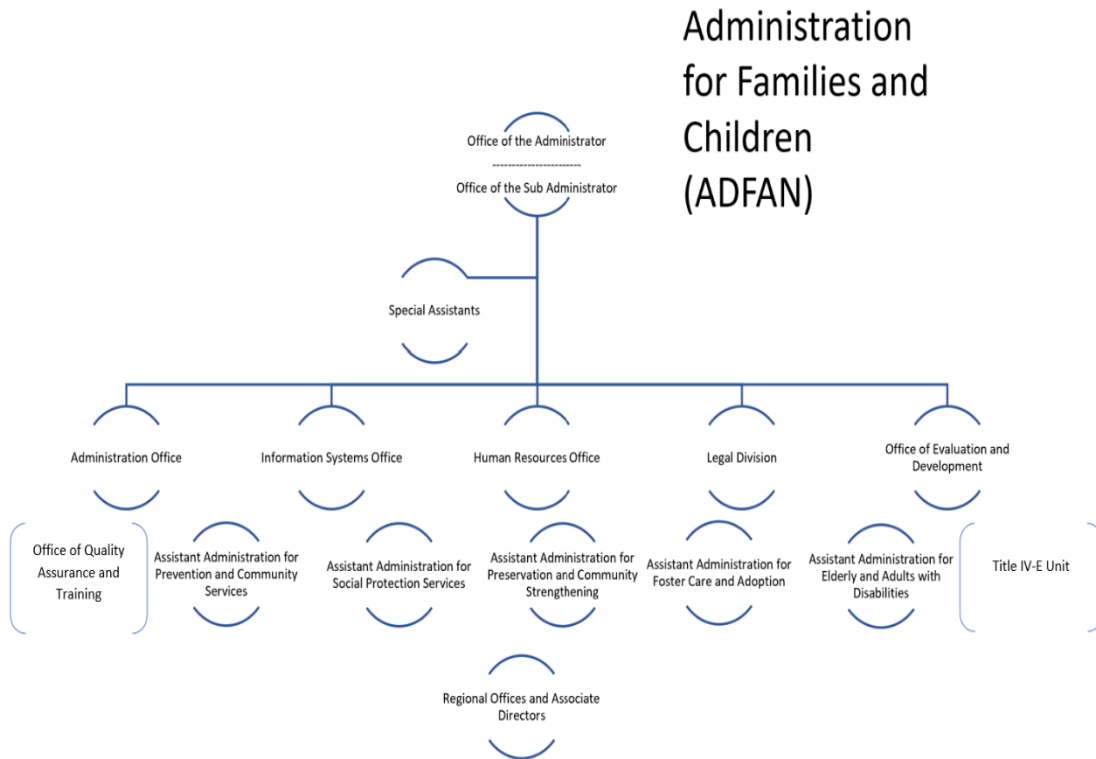 Administration
for Families and
Children
(ADFAN)
Office of the Administrator
------------------------
Office of the Sub Administrator
Special Assistants
Administration Office
Information Systems Office
Human Resources Office
Legal Division
Office of Evaluation and
Development
Office of Quality
Assurance and
Training
Assistant Administration for
Prevention and Community
Services
Assistant Administration for
Social Protection Services
Assistant Administration for
Preservation and Community
Strengthening
Assistant Administration for
Foster Care and Adoption
Assistant Administration for
Elderly and Adults with
Disabilities
Title IV-E Unit
Regional Offices and Associate
Directors